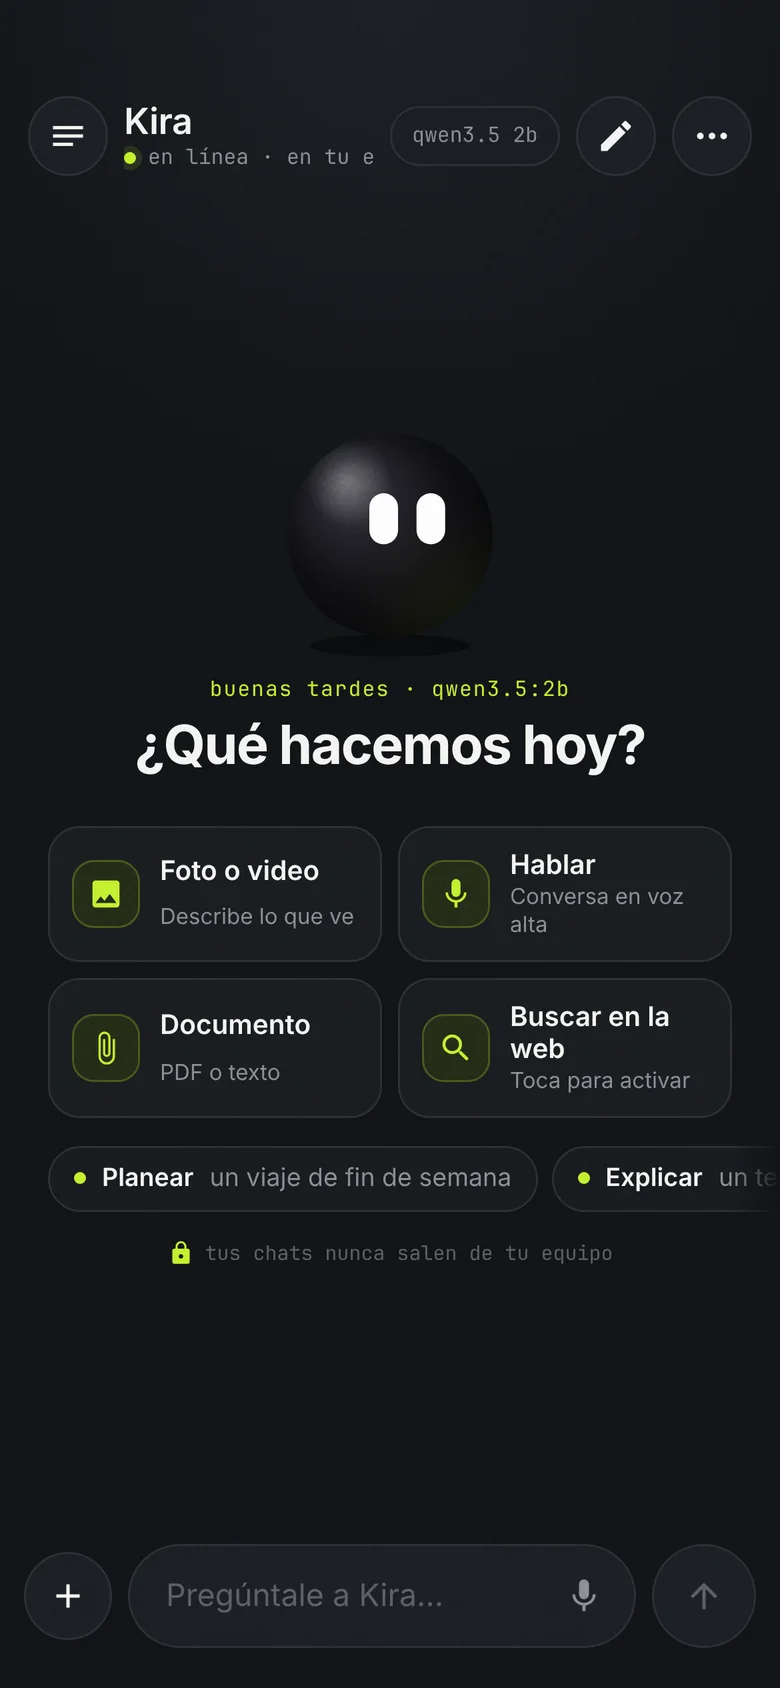 Kira
en línea · en tu e
qwen3.5 2b
buenas tardes · qwen3.5:2b
¿Qué hacemos hoy?
Foto o video
Describe lo que ve
Hablar
Conversa en voz
alta
Documento
PDF o texto
Buscar en la
web
Toca para activar
Planear un viaje de fin de semana
Explicar un te
tus chats nunca salen de tu equipo
Pregúntale a Kira...